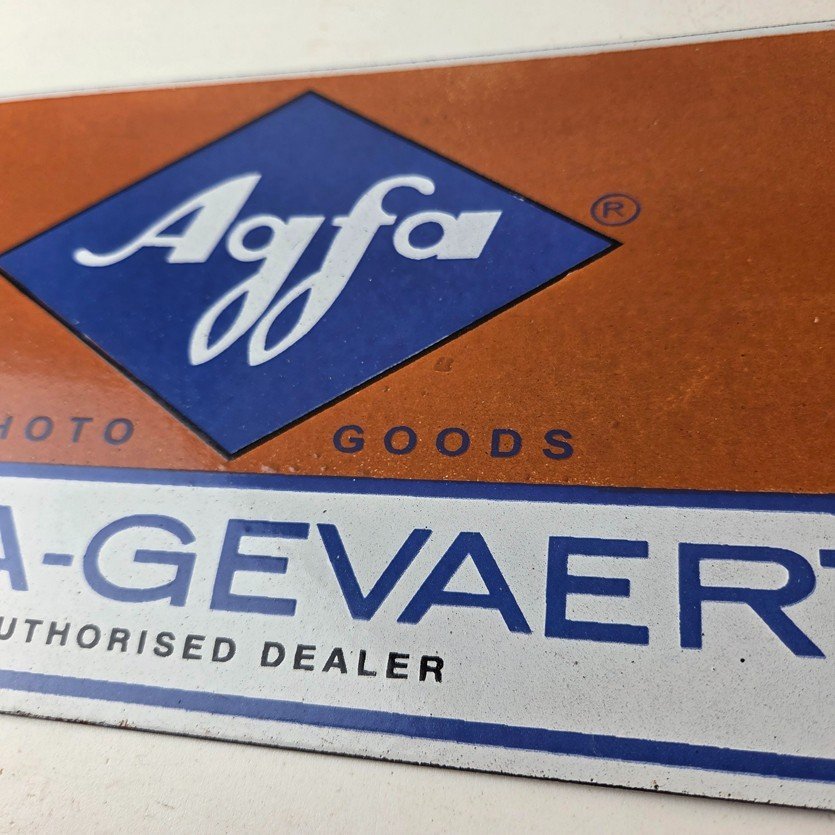 Agfa ®
HOTO GOODS
A-GEVAERT
UTHORISED DEALER